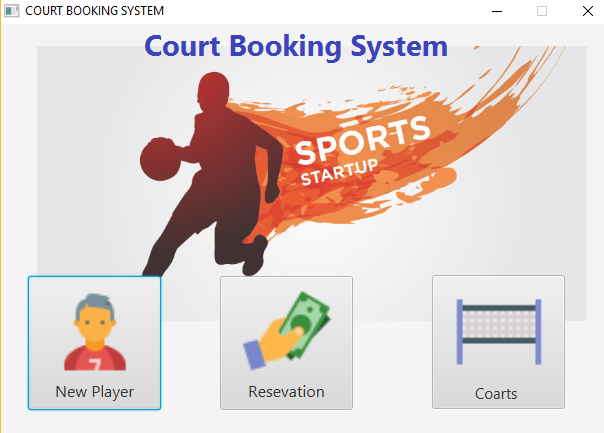 COURT BOOKING SYSTEM
Court Booking System
SPORTS
STARTUP
7
New Player
Resevation
Coarts